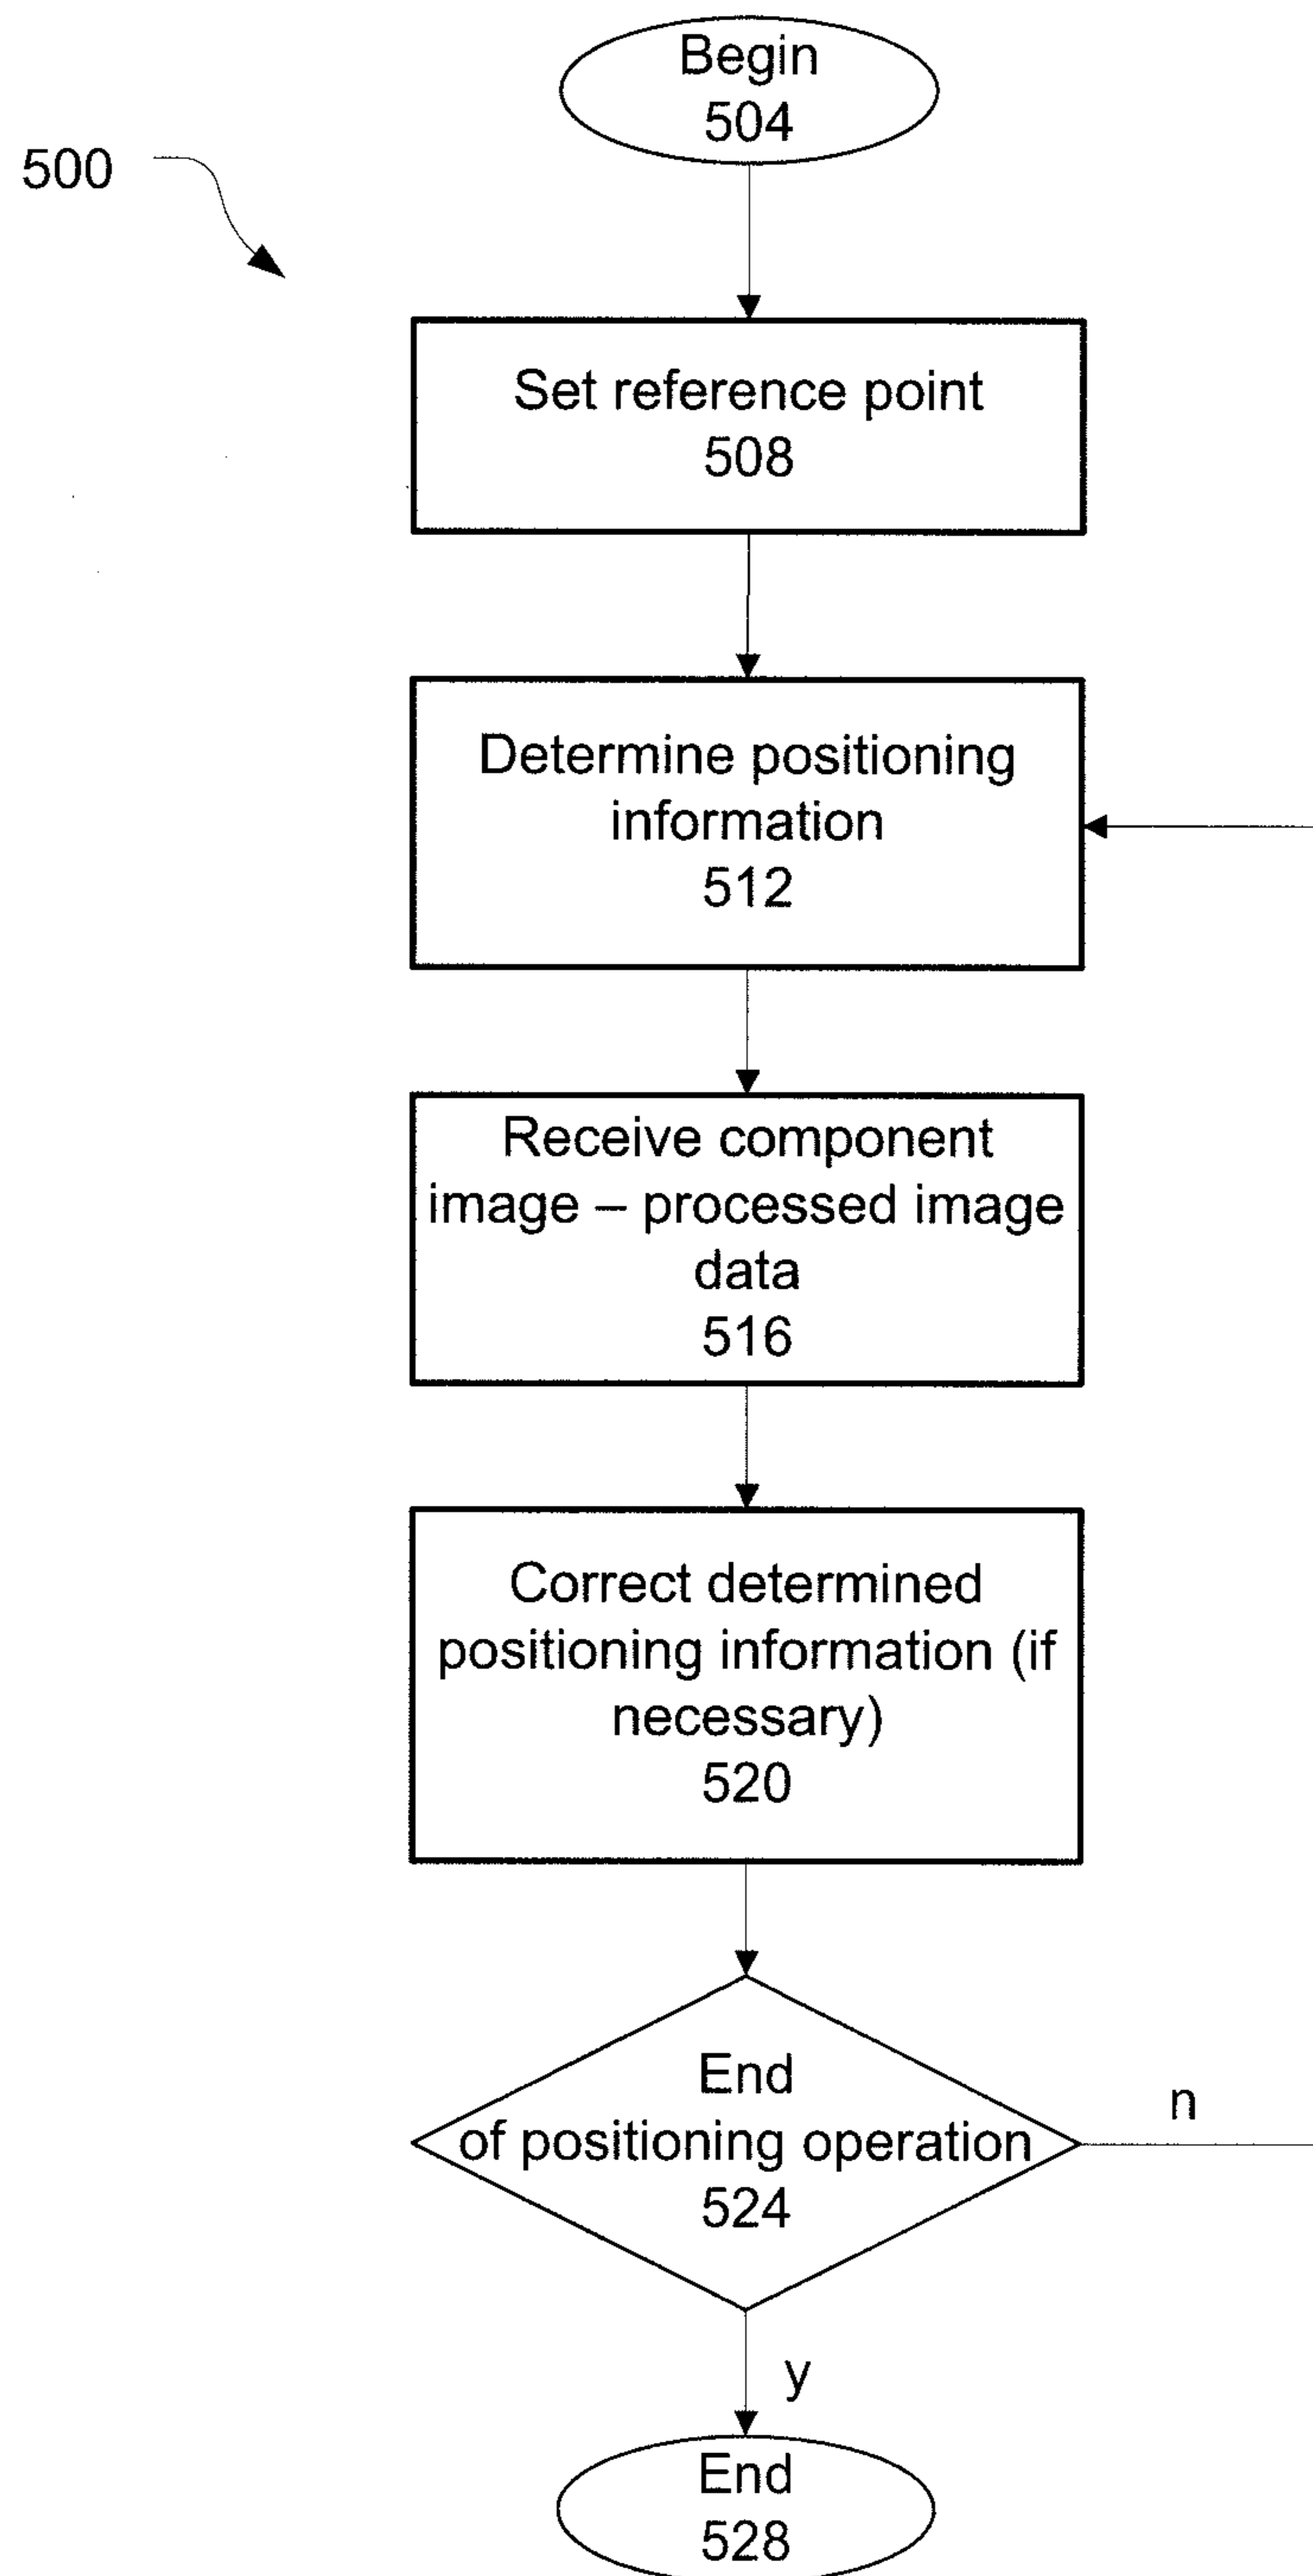 Begin
504
500
Set reference point
508
Determine positioning
information
512
Receive component
image – processed image
data
516
Correct determined
positioning information (if
necessary)
520
End
of positioning operation
524
n
y
End
528